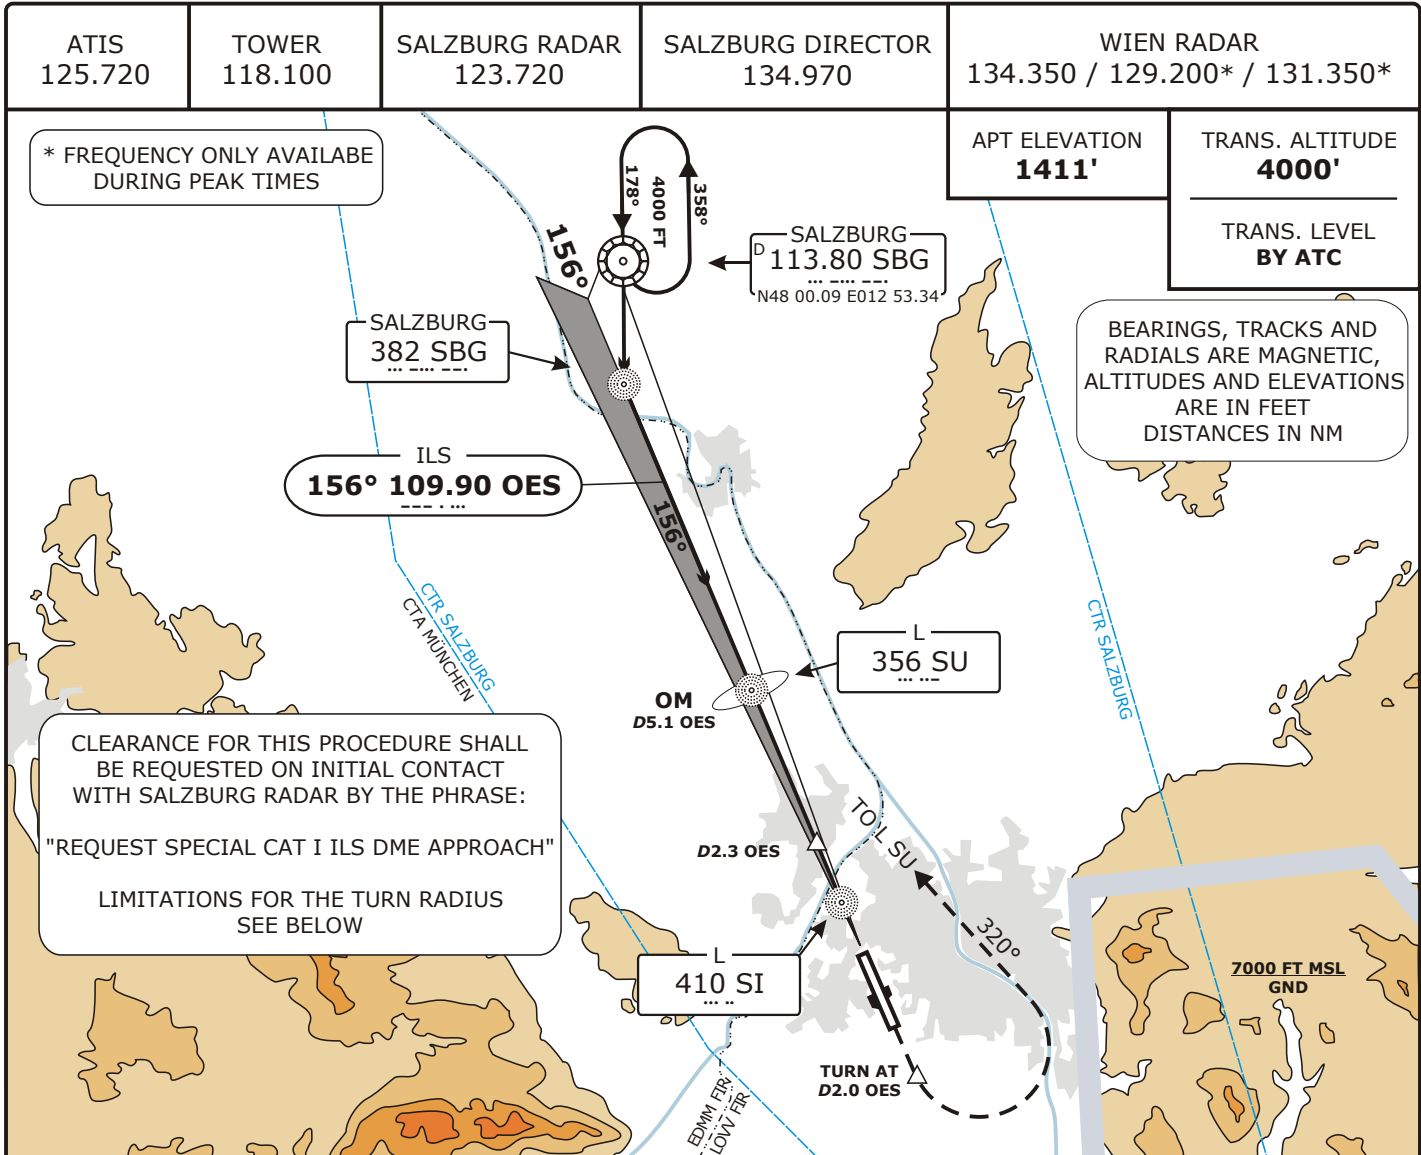 ATIS
125.720
TOWER
118.100
SALZBURG RADAR
123.720
SALZBURG DIRECTOR
134.970
WIEN RADAR
134.350 / 129.200* / 131.350*
APT ELEVATION
1411'
TRANS. ALTITUDE
4000'
TRANS. LEVEL
BY ATC
* FREQUENCY ONLY AVAILABE
DURING PEAK TIMES
178°
4000 FT
358°
156°
SALZBURG
D 113.80 SBG
N48 00.09 E012 53.34
SALZBURG
382 SBG
BEARINGS, TRACKS AND
RADIALS ARE MAGNETIC,
ALTITUDES AND ELEVATIONS
ARE IN FEET
DISTANCES IN NM
ILS
156° 109.90 OES
156°
CTR SALZBURG
CTA MÜNCHEN
CTR SALZBURG
L
356 SU
OM
D5.1 OES
CLEARANCE FOR THIS PROCEDURE SHALL
BE REQUESTED ON INITIAL CONTACT
WITH SALZBURG RADAR BY THE PHRASE:
"REQUEST SPECIAL CAT I ILS DME APPROACH"
LIMITATIONS FOR THE TURN RADIUS
SEE BELOW
D2.3 OES
TO L SU
320°
L
410 SI
7000 FT MSL
GND
TURN AT
D2.0 OES
EDMM FIR
LOVV FIR